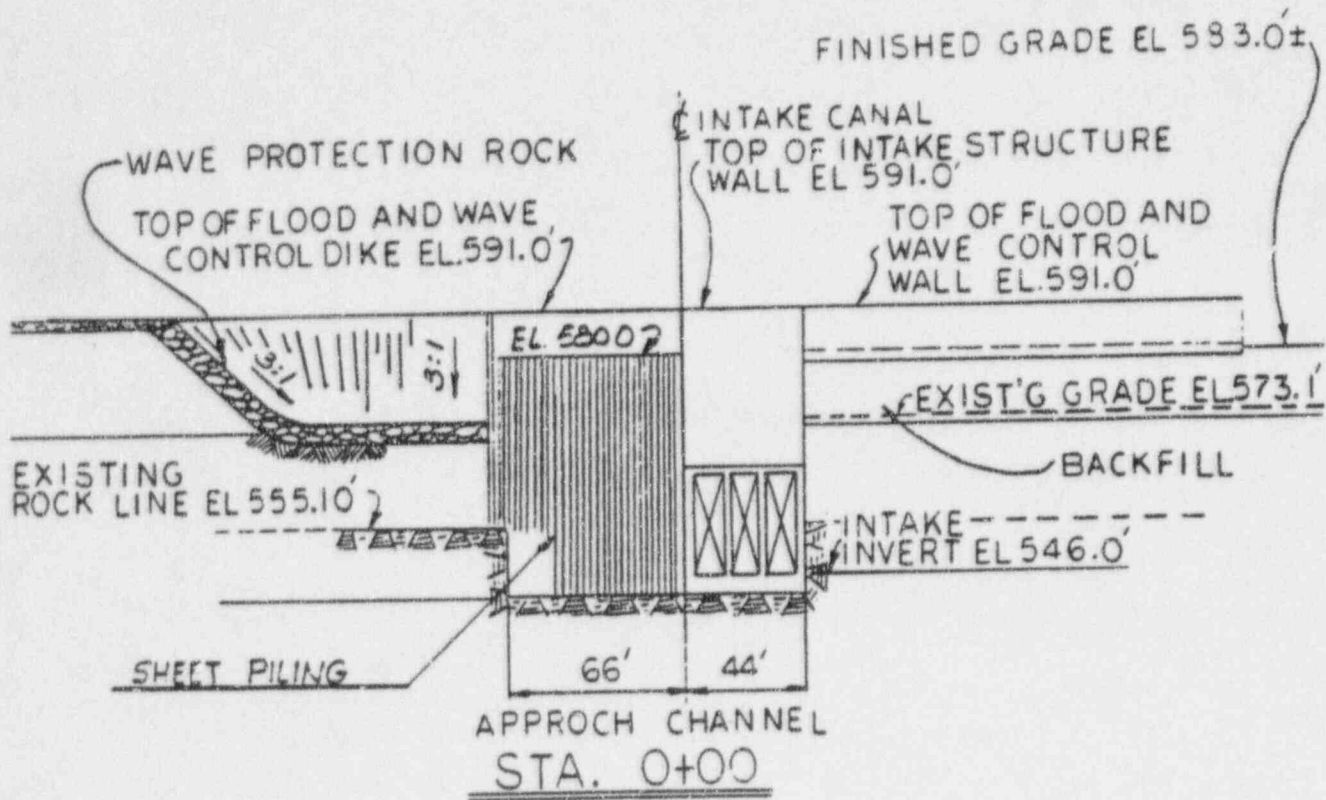 FINISHED GRADE EL 583.0'±
℄ INTAKE CANAL
TOP OF INTAKE STRUCTURE
WALL EL 591.0'
WAVE PROTECTION ROCK
TOP OF FLOOD AND WAVE
CONTROL DIKE EL.591.0'
TOP OF FLOOD AND
WAVE CONTROL
WALL EL.591.0'
EL 580 0
3:1
3:1
EXIST'G GRADE EL573.1'
BACKFILL
EXISTING
ROCK LINE EL 555.10'
INTAKE
INVERT EL 546.0'
SHEET PILING
66'
44'
APPROCH CHANNEL
STA. 0+00